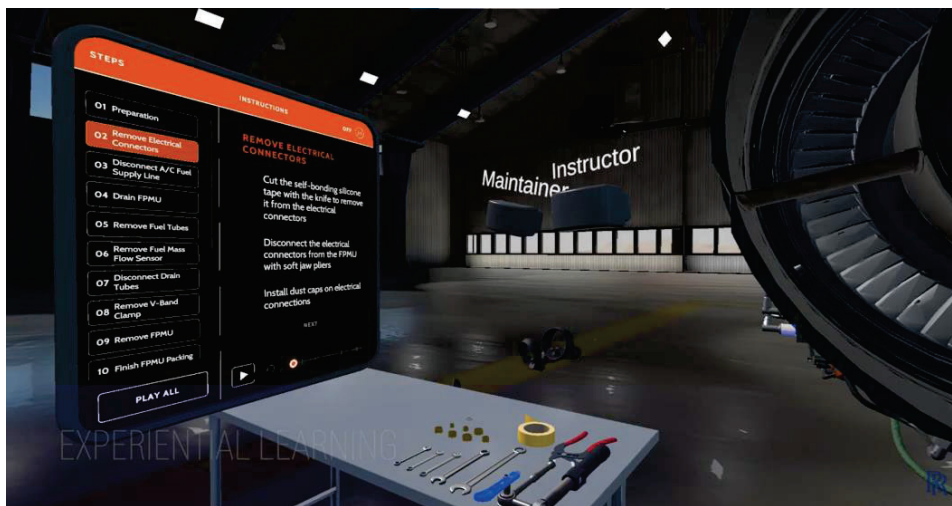 STEPS
INSTRUCTIONS
OFF
01 Preparation
02 Remove Electrical
Connectors
03 Disconnect A/C Fuel
Supply Line
04 Drain FPMU
05 Remove Fuel Tubes
06 Remove Fuel Mass
Flow Sensor
07 Disconnect Drain
Tubes
08 Remove V-Band
Clamp
09 Remove FPMU
10 Finish FPMU Packing
PLAY ALL
REMOVE ELECTRICAL
CONNECTORS
Cut the self-bonding silicone
tape with the knife to remove
it from the electrical
connectors
Disconnect the electrical
connectors from the FPMU
with soft jaw pliers
Install dust caps on electrical
connections
NEXT
Instructor
Maintainer
EXPERIENTIAL LEARNING
RR